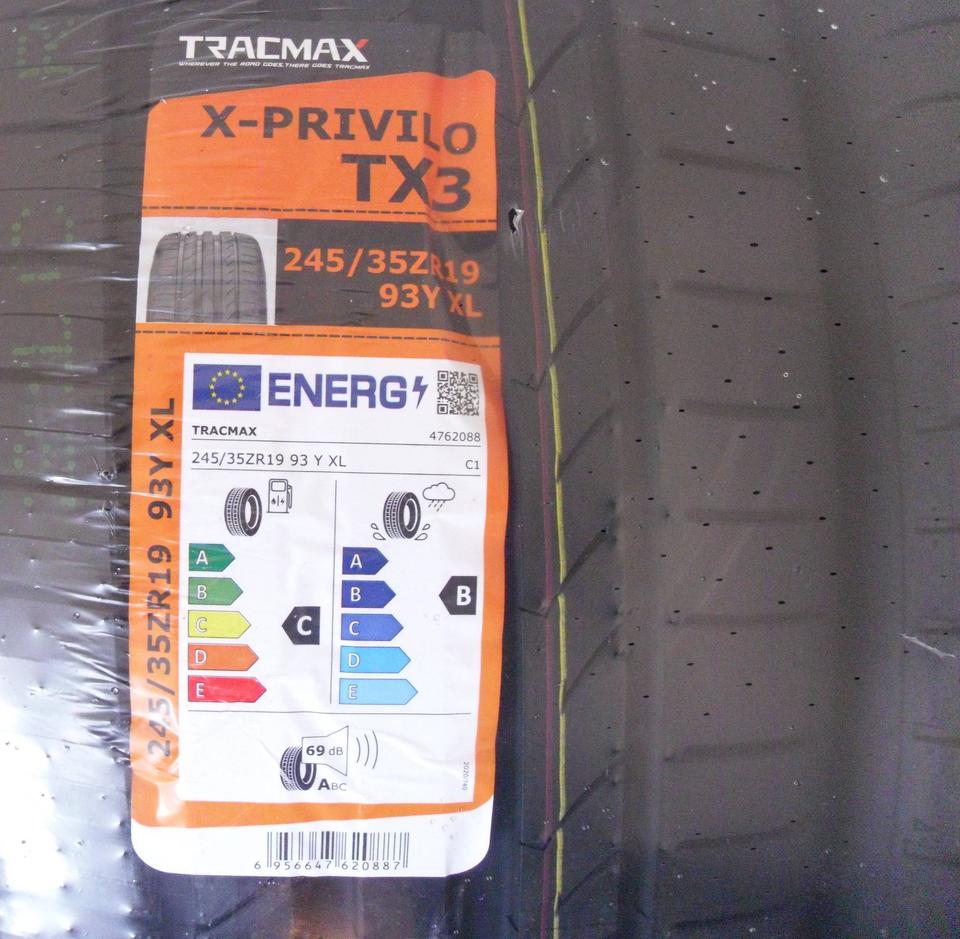 TRACMAX
WHEREVER THE ROAD GOES,THERE GOES TRACMAX
X-PRIVILO
TX3
245/35ZR19
93Y XL
245/35ZR19 93Y XL
ENERG
TRACMAX
4762088
245/35ZR19 93 Y XL
C1
A
B
C
D
E
C
A
B
C
D
E
B
69 dB
ABC
2020/740
6 956647 620887